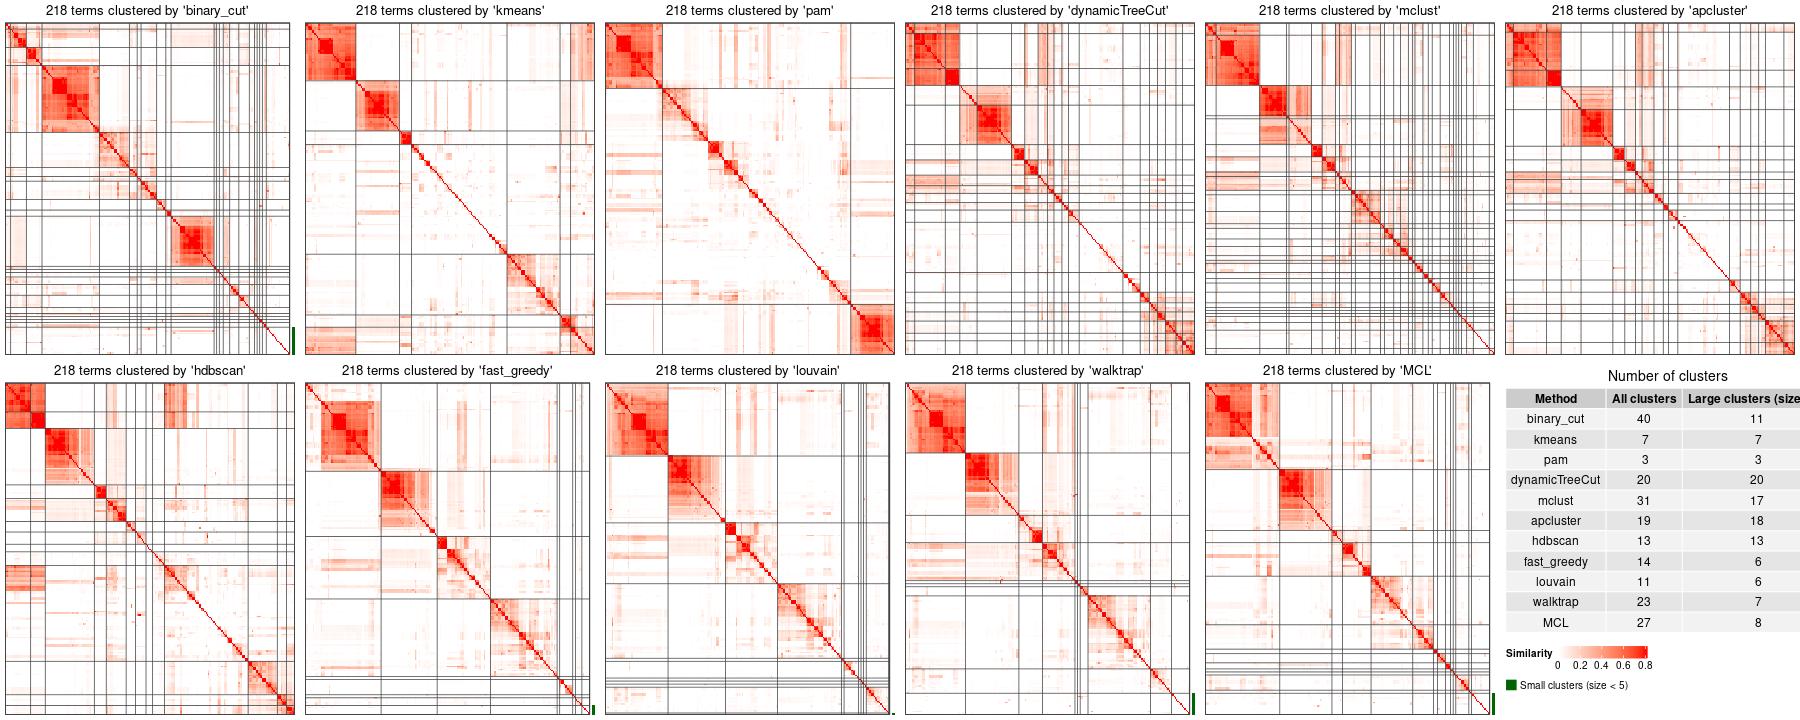 218 terms clustered by 'binary_cut'
218 terms clustered by 'kmeans'
218 terms clustered by 'pam'
218 terms clustered by 'dynamicTreeCut'
218 terms clustered by 'mclust'
218 terms clustered by 'apcluster'
218 terms clustered by 'hdbscan'
218 terms clustered by 'fast_greedy'
218 terms clustered by 'louvain'
218 terms clustered by 'walktrap'
218 terms clustered by 'MCL'
Number of clusters
Method All clusters Large clusters (size
binary_cut 40 11
kmeans 7 7
pam 3 3
dynamicTreeCut 20 20
mclust 31 17
apcluster 19 18
hdbscan 13 13
fast_greedy 14 6
louvain 11 6
walktrap 23 7
MCL 27 8
Similarity
0 0.2 0.4 0.6 0.8
Small clusters (size < 5)